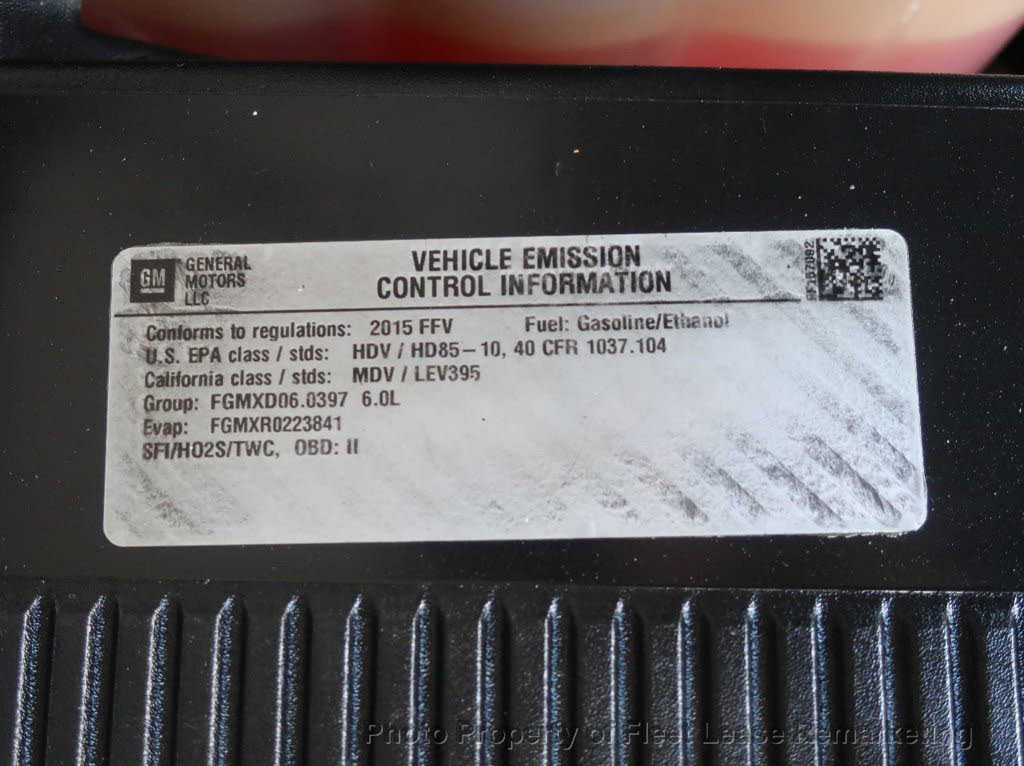 GM GENERAL MOTORS LLC
VEHICLE EMISSION
CONTROL INFORMATION
Conforms to regulations: 2015 FFV Fuel: Gasoline/Ethanol
U.S. EPA class / stds: HDV / HD85-10, 40 CFR 1037.104
California class / stds: MDV / LEV395
Group: FGMXD06.0397 6.0L
Evap: FGMXR0223841
SFI/HO2S/TWC, OBD: II
Photo Property of Fleet Lease Remarketing